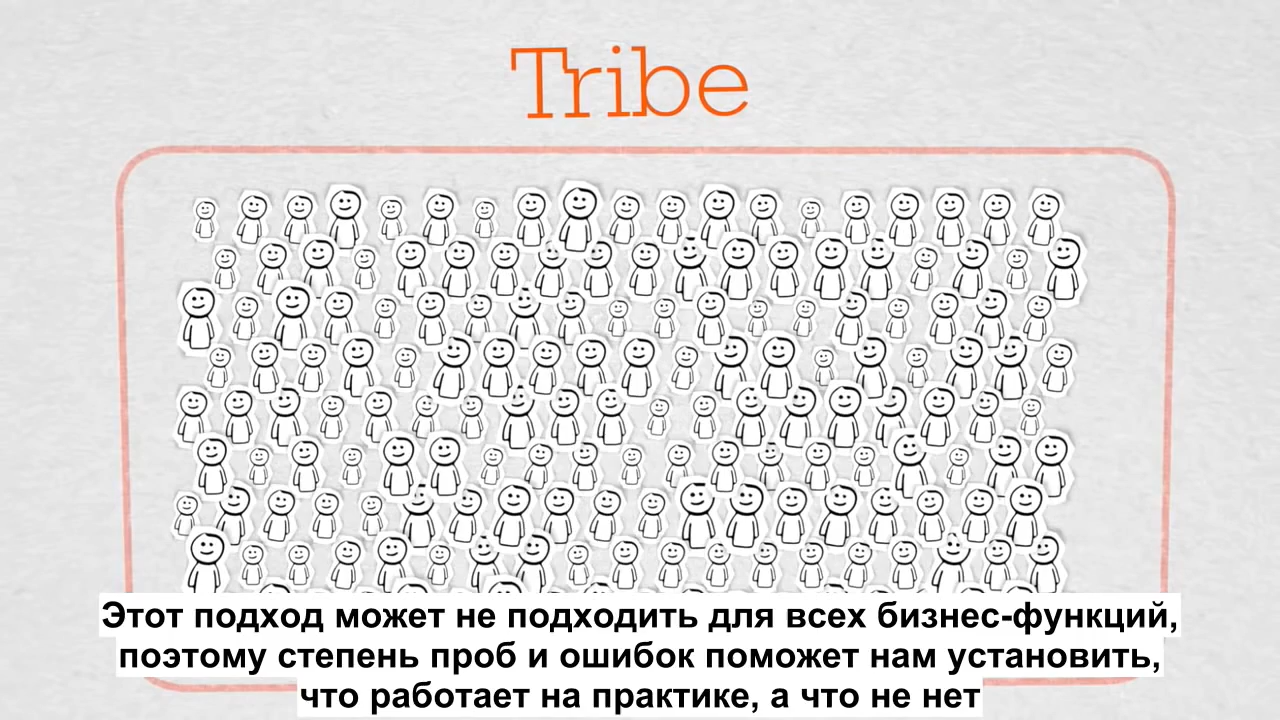 Tribe
Этот подход может не подходить для всех бизнес-функций,
поэтому степень проб и ошибок поможет нам установить,
что работает на практике, а что не нет